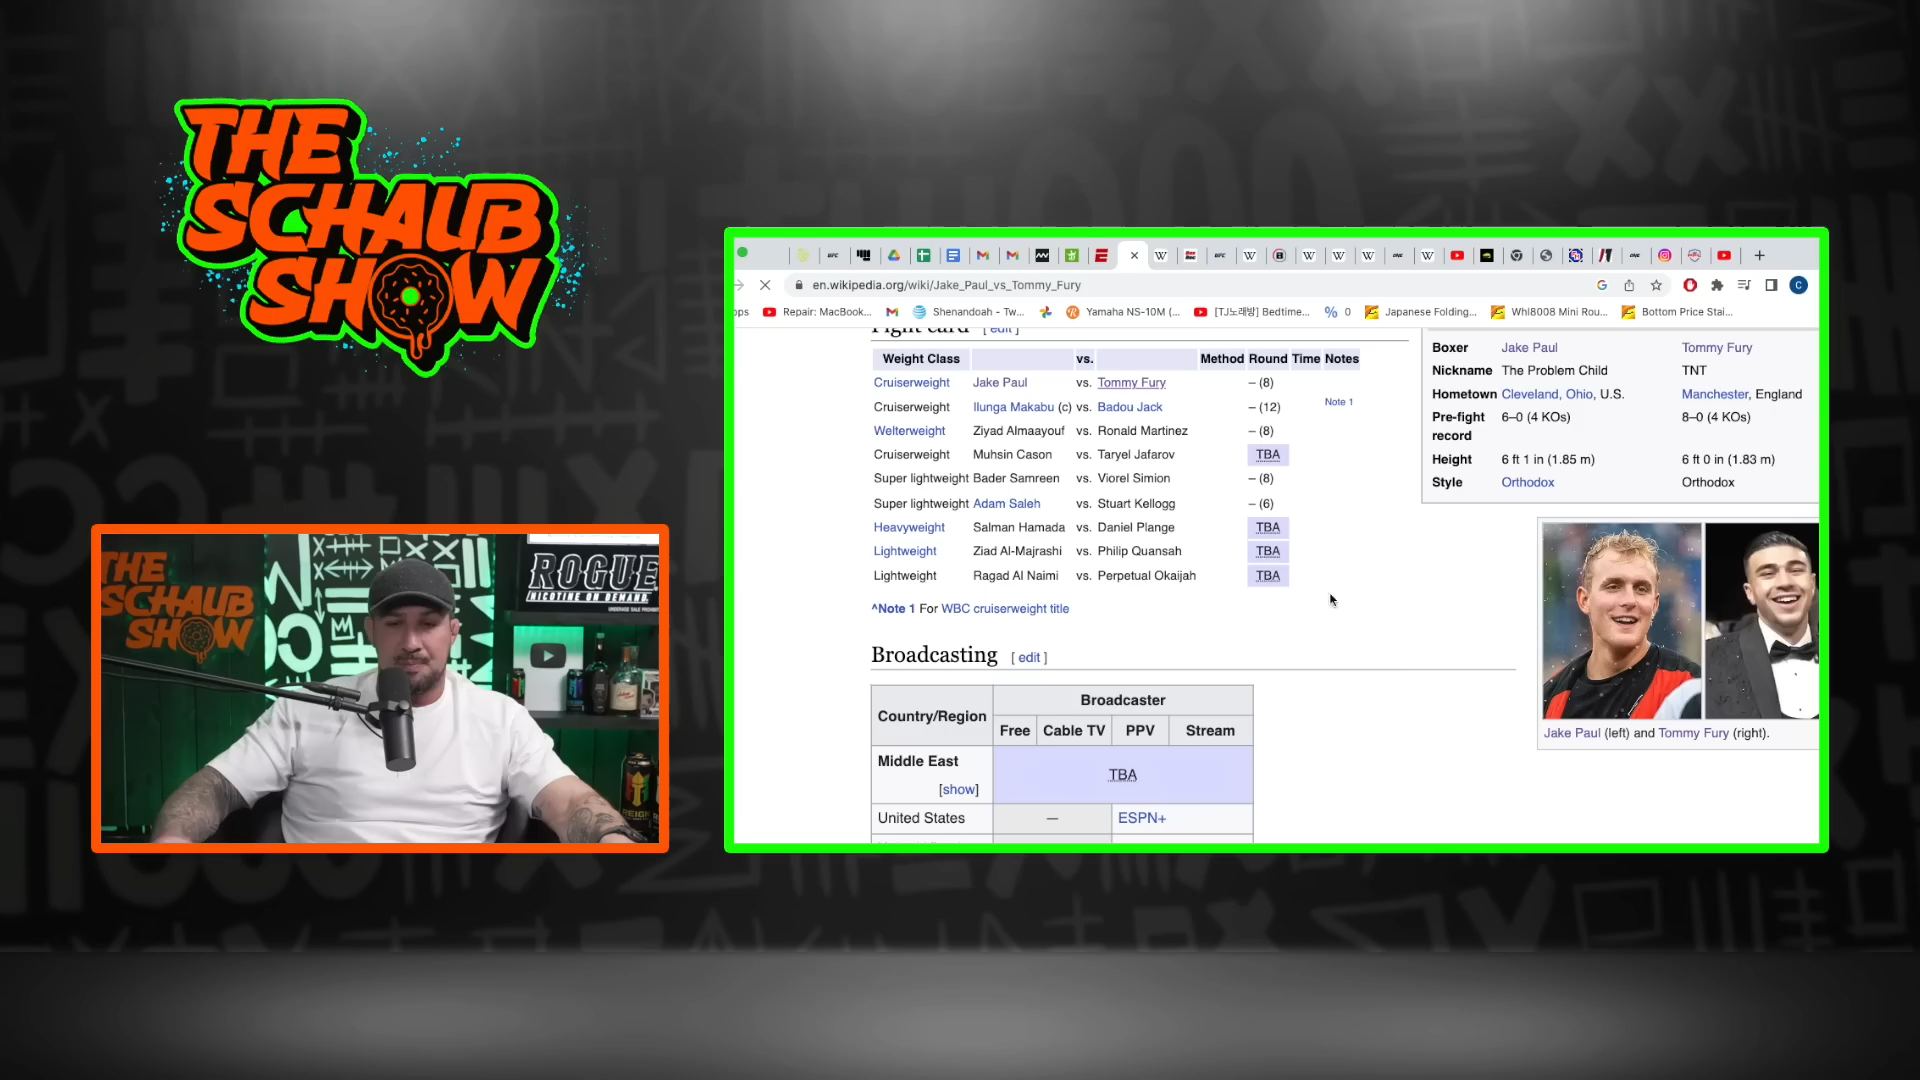 THE
SCHAUB
SHOW
THE
SCHAUB
SHOW
ROGUE
NICOTINE ON DEMAND.
REIGN
en.wikipedia.org/wiki/Jake_Paul_vs_Tommy_Fury
C
ops Repair: MacBook... Shenandoah - Tw... Yamaha NS-10M (... [TJ노래방] Bedtime... 0 Japanese Folding... Whl8008 Mini Rou... Bottom Price Stai...
Fight card [ edit ]
Weight Class vs. Method Round Time Notes
Cruiserweight Jake Paul vs. Tommy Fury – (8)
Cruiserweight Ilunga Makabu (c) vs. Badou Jack – (12) Note 1
Welterweight Ziyad Almaayouf vs. Ronald Martinez – (8)
Cruiserweight Muhsin Cason vs. Taryel Jafarov TBA
Super lightweight Bader Samreen vs. Viorel Simion – (8)
Super lightweight Adam Saleh vs. Stuart Kellogg – (6)
Heavyweight Salman Hamada vs. Daniel Plange TBA
Lightweight Ziad Al-Majrashi vs. Philip Quansah TBA
Lightweight Ragad Al Naimi vs. Perpetual Okaijah TBA
^Note 1 For WBC cruiserweight title
Broadcasting [ edit ]
Country/Region Broadcaster
Free Cable TV PPV Stream
Middle East
[show]
TBA
United States — ESPN+
Boxer Jake Paul Tommy Fury
Nickname The Problem Child TNT
Hometown Cleveland, Ohio, U.S. Manchester, England
Pre-fight record 6–0 (4 KOs) 8–0 (4 KOs)
Height 6 ft 1 in (1.85 m) 6 ft 0 in (1.83 m)
Style Orthodox Orthodox
Jake Paul (left) and Tommy Fury (right).